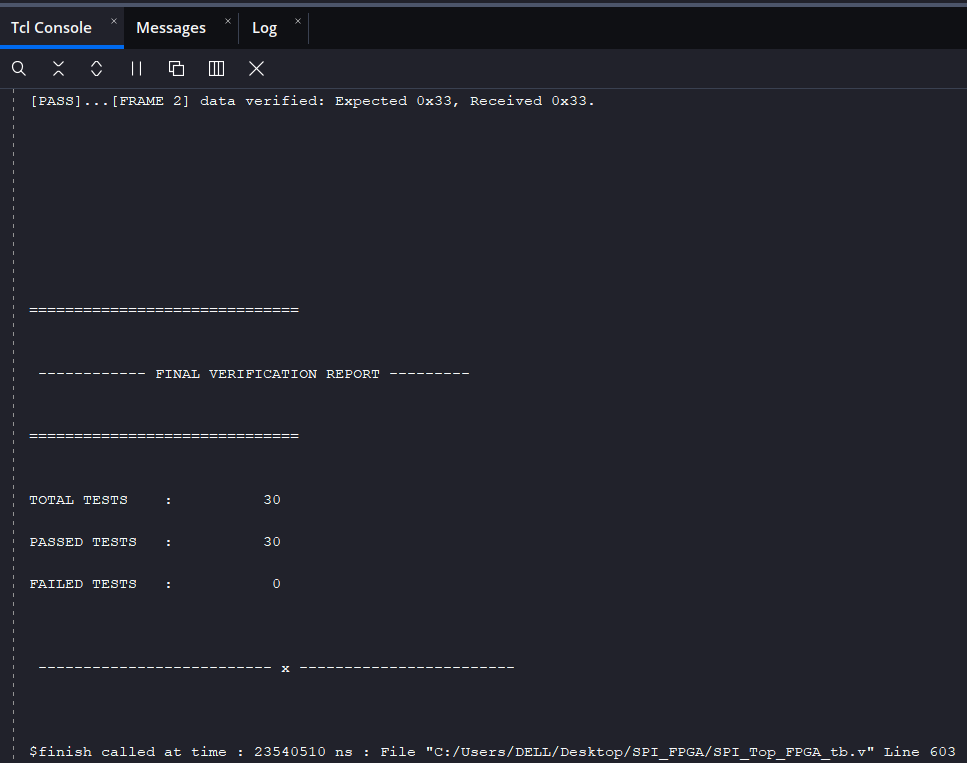 Tcl Console × Messages × Log ×
[PASS]...[FRAME 2] data verified: Expected 0x33, Received 0x33.
==============================
------------ FINAL VERIFICATION REPORT ---------
==============================
TOTAL TESTS    :          30
PASSED TESTS   :          30
FAILED TESTS   :           0
-------------------------- x ------------------------
$finish called at time : 23540510 ns : File "C:/Users/DELL/Desktop/SPI_FPGA/SPI_Top_FPGA_tb.v" Line 603